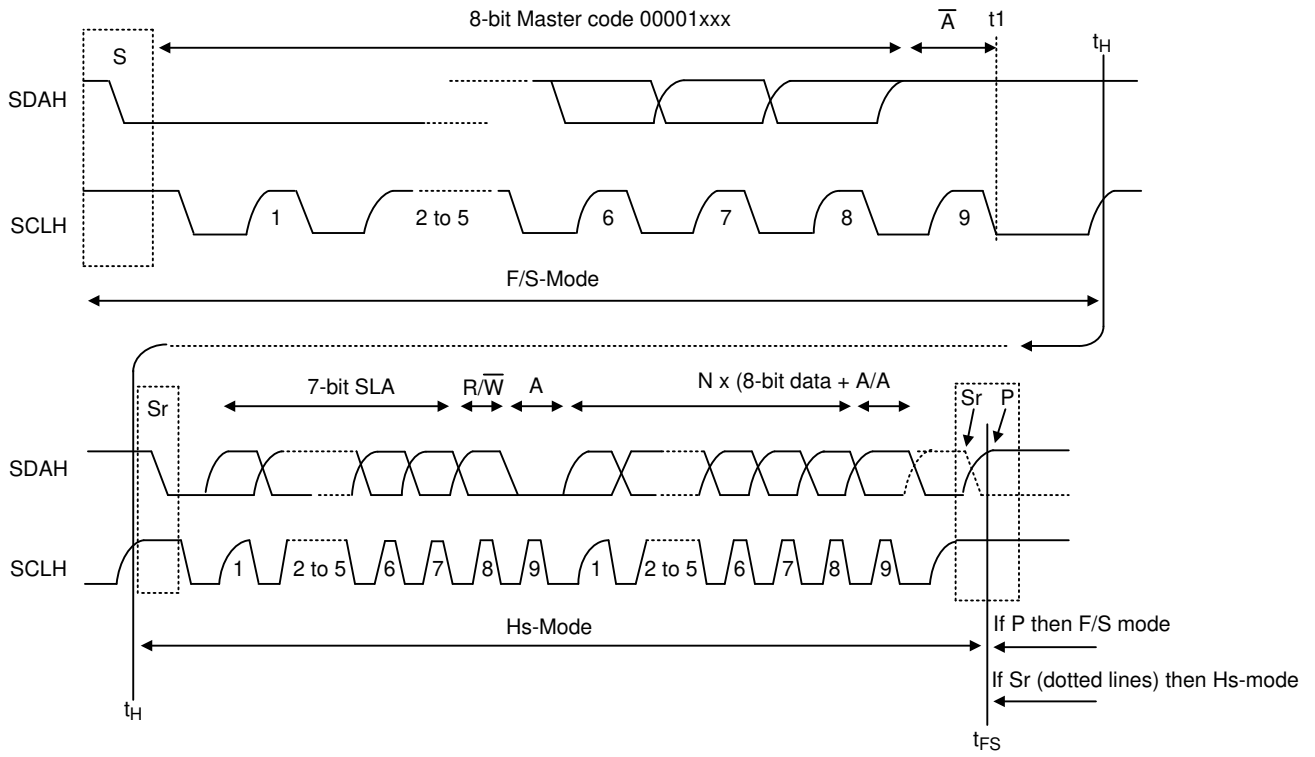 8-bit Master code 00001xxx
A̅ t1
S
tH
SDAH
SCLH
1 2 to 5 6 7 8 9
F/S-Mode
7-bit SLA R/W̅ A N x (8-bit data + A/A
Sr Sr P
SDAH
SCLH
1 2 to 5 6 7 8 9 1 2 to 5 6 7 8 9
Hs-Mode
If P then F/S mode
If Sr (dotted lines) then Hs-mode
tH
tFS